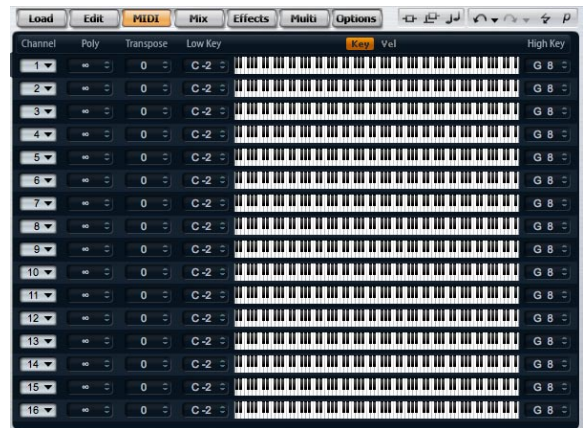 Load Edit MIDI Mix Effects Multi Options
Channel Poly Transpose Low Key Key Vel High Key
1 ∞ 0 C -2 G 8
2 ∞ 0 C -2 G 8
3 ∞ 0 C -2 G 8
4 ∞ 0 C -2 G 8
5 ∞ 0 C -2 G 8
6 ∞ 0 C -2 G 8
7 ∞ 0 C -2 G 8
8 ∞ 0 C -2 G 8
9 ∞ 0 C -2 G 8
10 ∞ 0 C -2 G 8
11 ∞ 0 C -2 G 8
12 ∞ 0 C -2 G 8
13 ∞ 0 C -2 G 8
14 ∞ 0 C -2 G 8
15 ∞ 0 C -2 G 8
16 ∞ 0 C -2 G 8